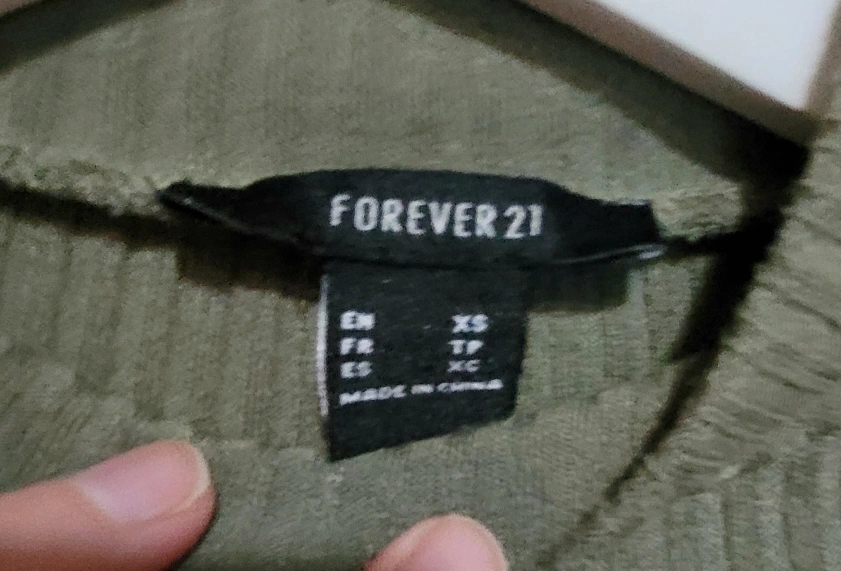 FOREVER 21
EN XS
FR TP
ES XC
MADE IN CHINA